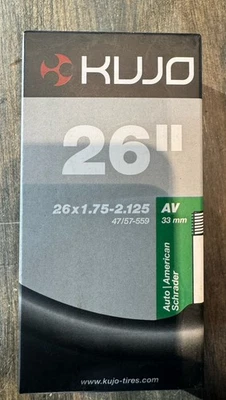 KUJO
26"
26x1.75-2.125
47/57-559
AV
33 mm
Auto | American
Schrader
www.kujo-tires.com